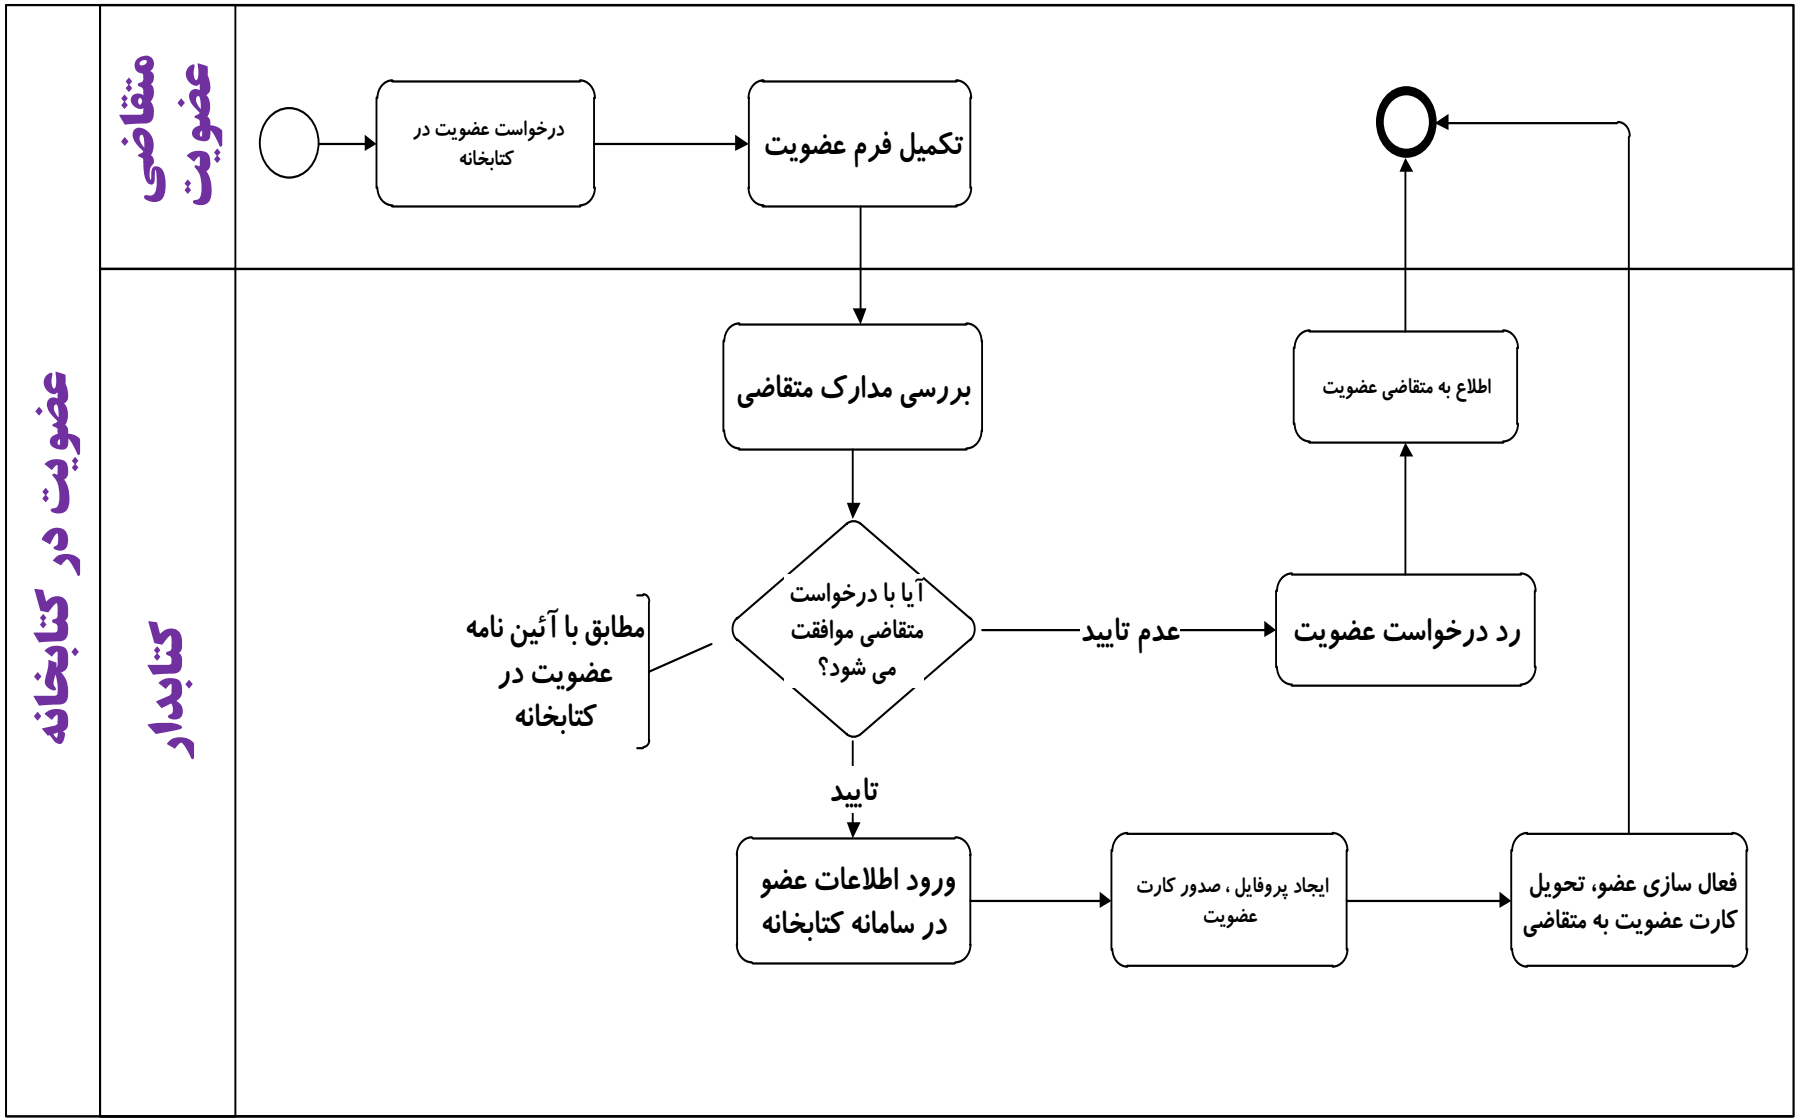 عضویت در کتابخانه
متقاضی
عضویت
درخواست عضویت در
کتابخانه
تکمیل فرم عضویت
کتابدار
بررسی مدارک متقاضی
اطلاع به متقاضی عضویت
آیا با درخواست
متقاضی موافقت
می شود؟
مطابق با آئین نامه
عضویت در
کتابخانه
عدم تایید
رد درخواست عضویت
تایید
ورود اطلاعات عضو
در سامانه کتابخانه
ایجاد پروفایل ، صدور کارت
عضویت
فعال سازی عضو، تحویل
کارت عضویت به متقاضی